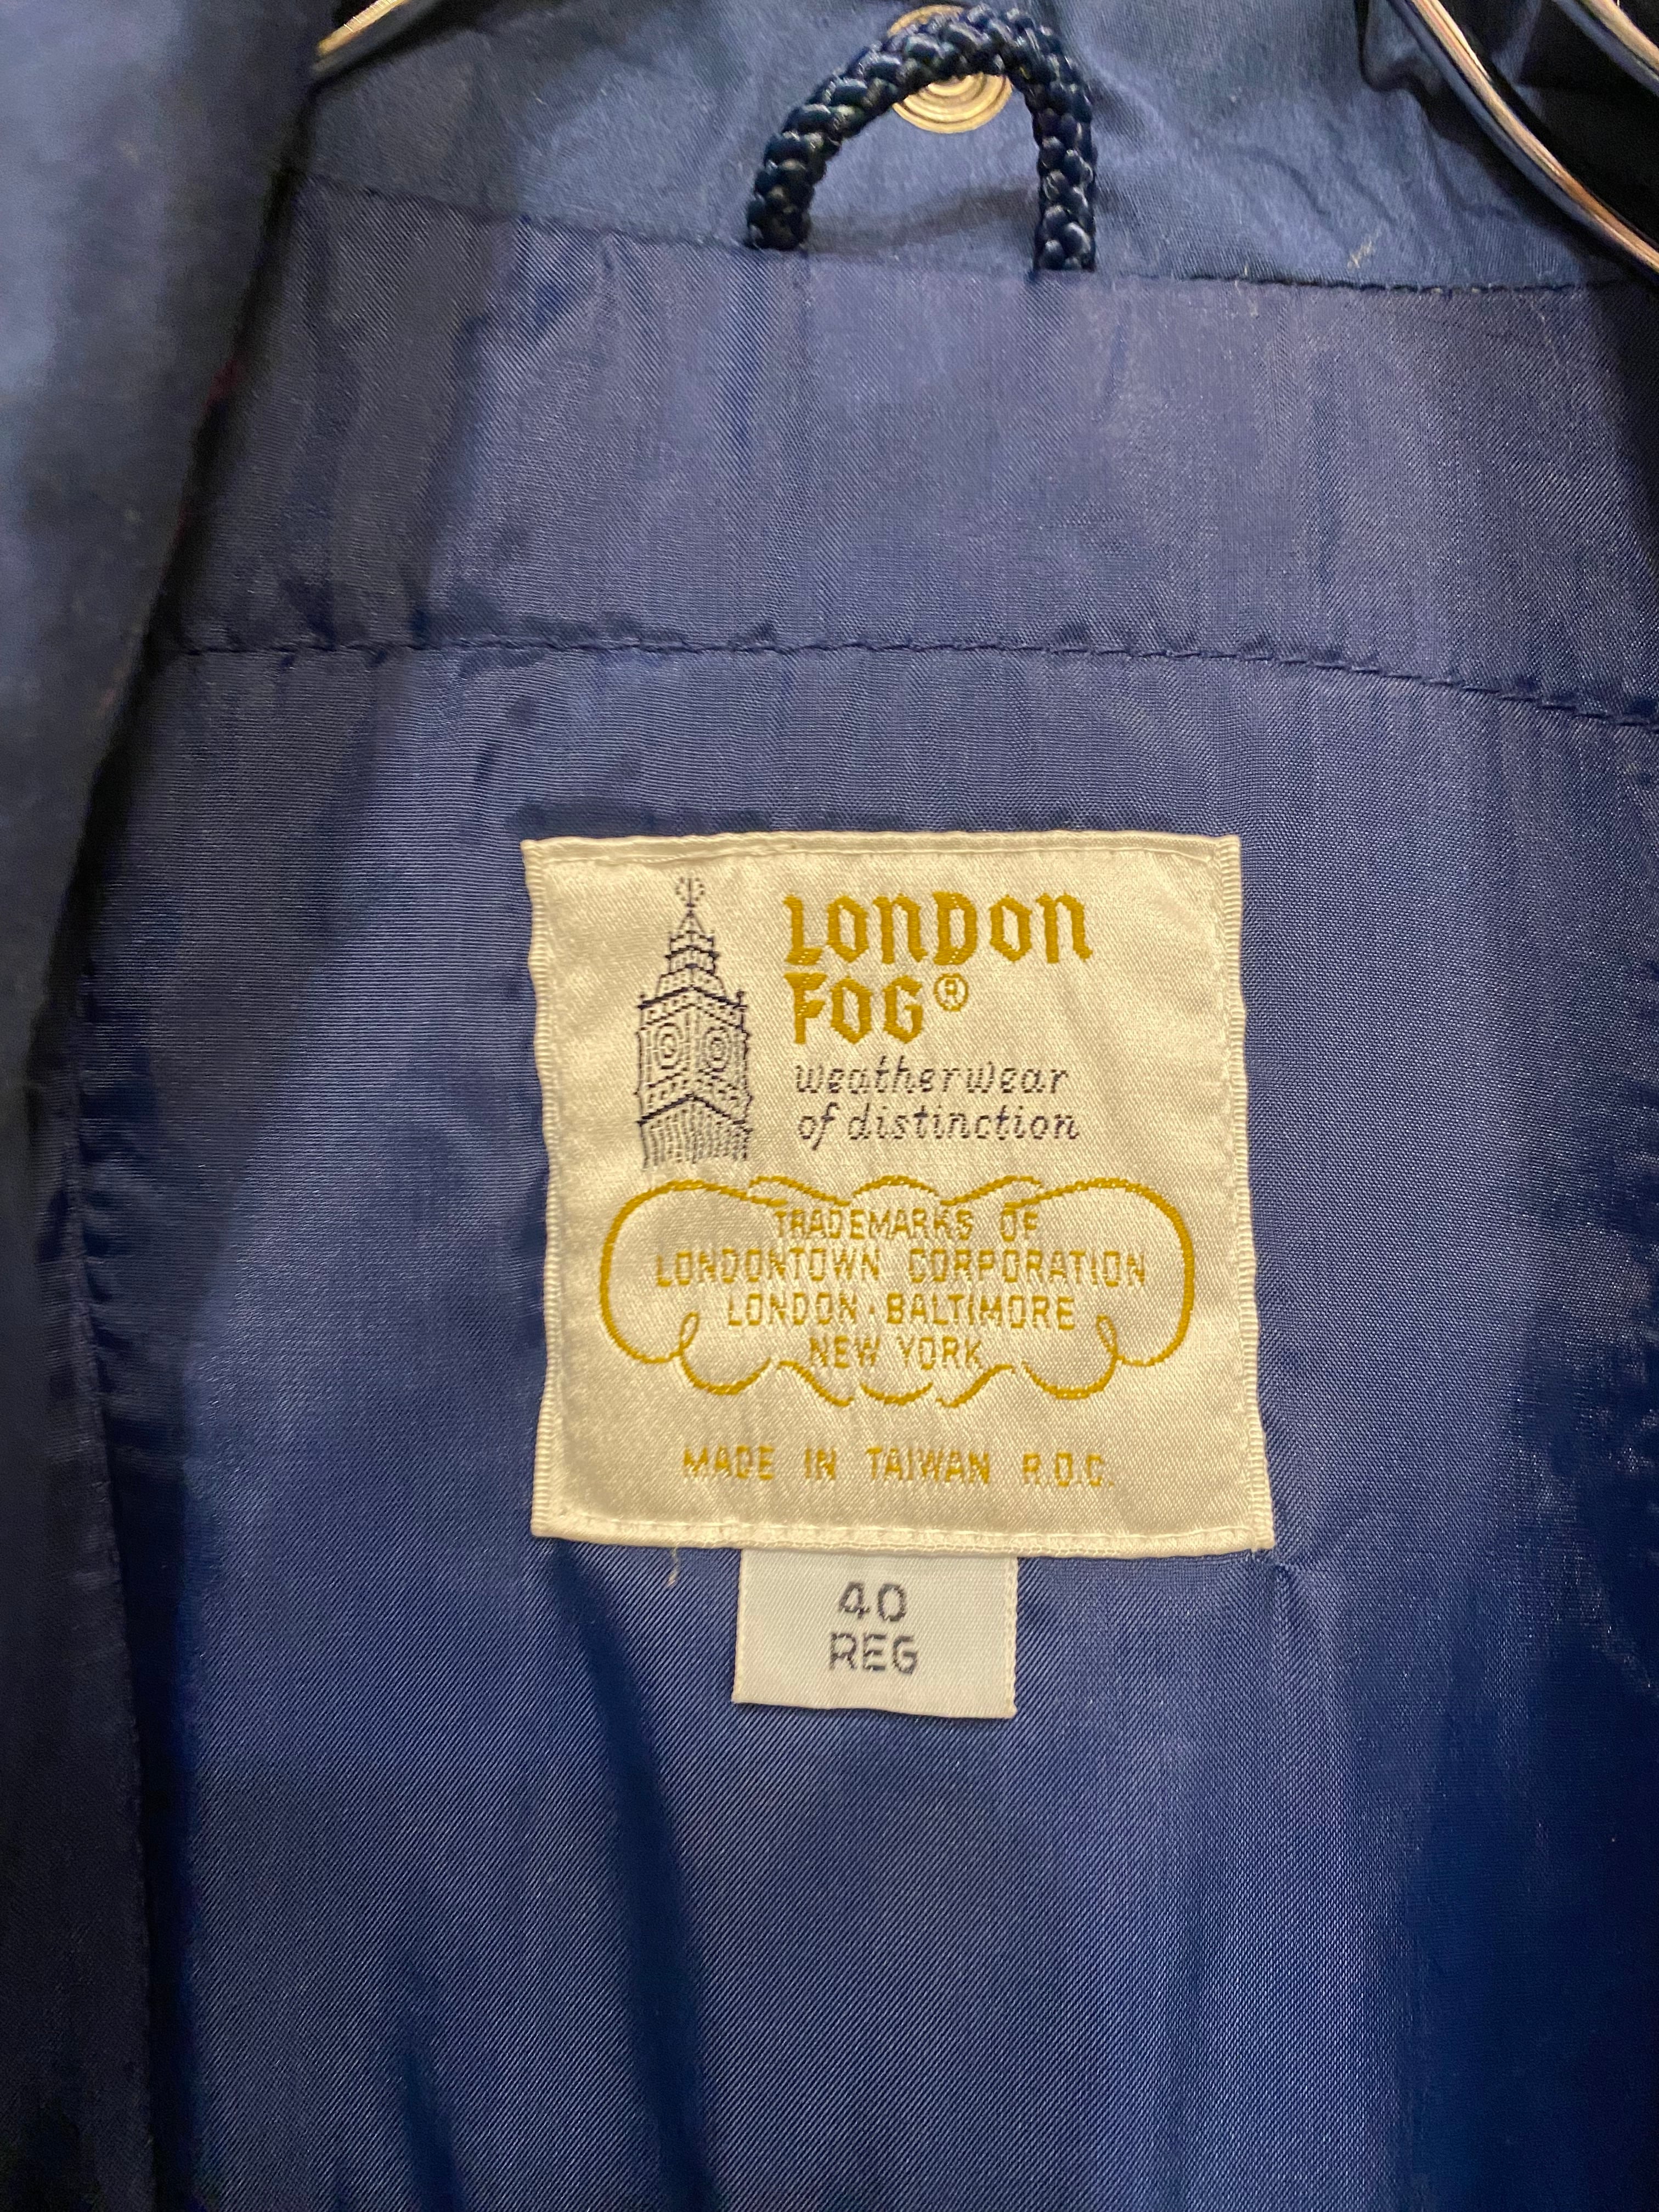 LONDON
FOG®
weatherwear
of distinction
TRADEMARKS OF
LONDONTOWN CORPORATION
LONDON · BALTIMORE
NEW YORK
MADE IN TAIWAN R.O.C.
40
REG